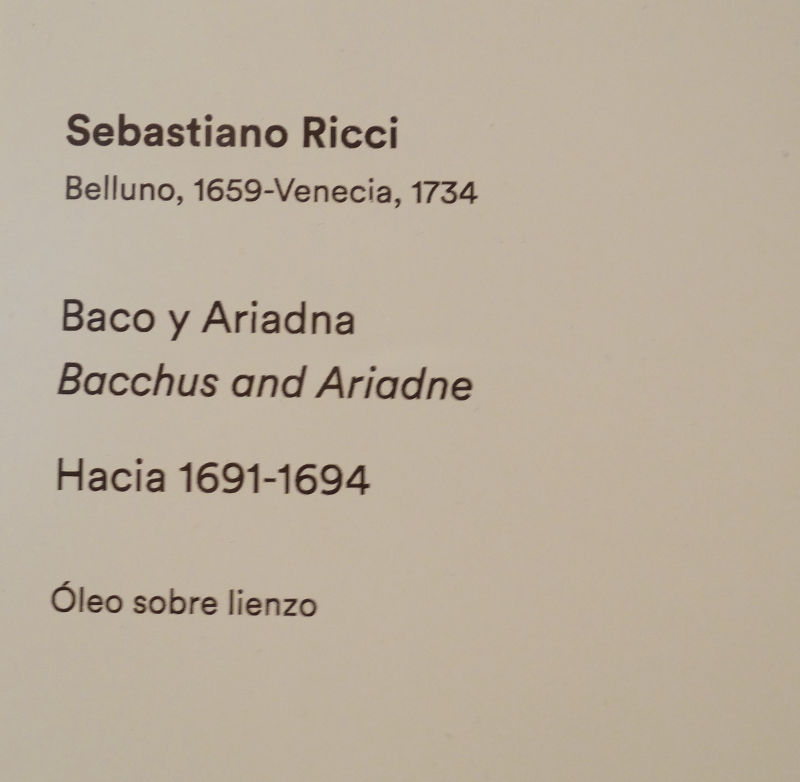 Sebastiano Ricci
Belluno, 1659-Venecia, 1734
Baco y Ariadna
Bacchus and Ariadne
Hacia 1691-1694
Óleo sobre lienzo